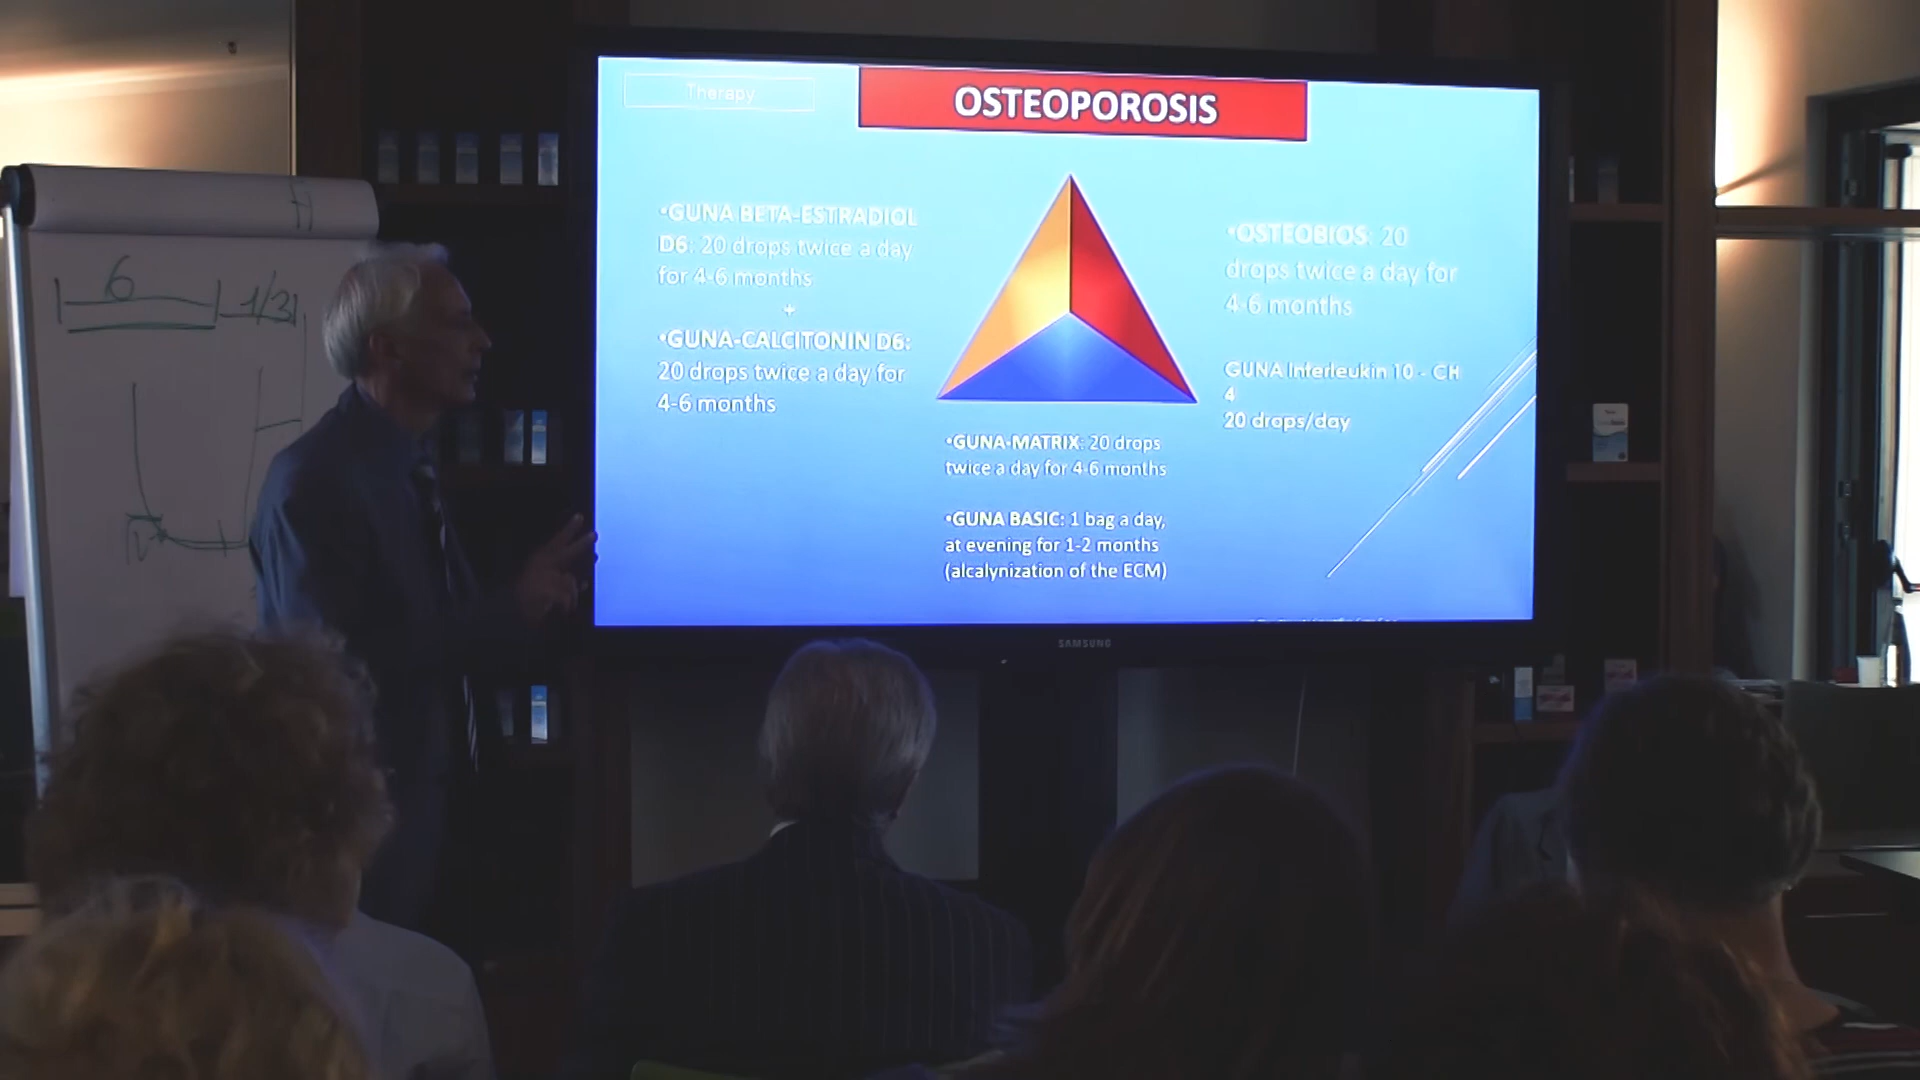 Therapy
OSTEOPOROSIS
•GUNA BETA-ESTRADIOL
D6: 20 drops twice a day
for 4-6 months
+
•GUNA-CALCITONIN D6:
20 drops twice a day for
4-6 months
•OSTEOBIOS: 20
drops twice a day for
4-6 months
GUNA Interleukin 10 - CH
4
20 drops/day
•GUNA-MATRIX: 20 drops
twice a day for 4-6 months
•GUNA BASIC: 1 bag a day,
at evening for 1-2 months
(alcalynization of the ECM)
SAMSUNG
6
1/3